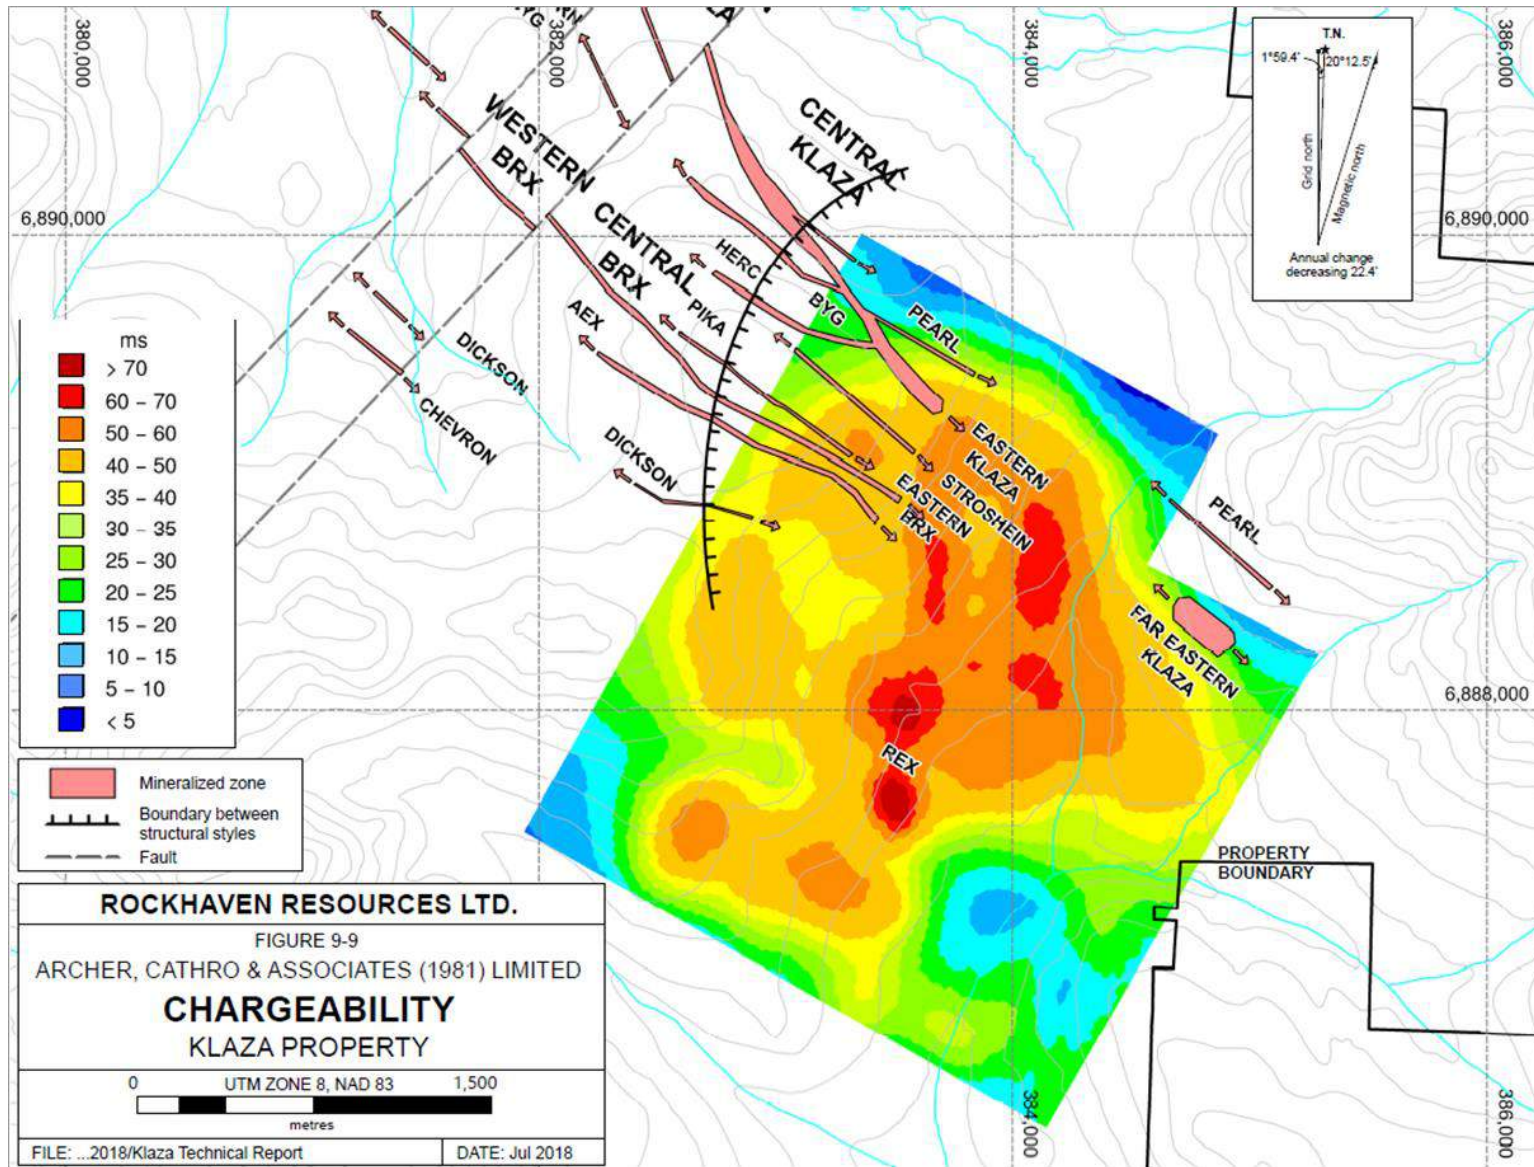 380,000
382,000
384,000
386,000
BYG
T.N.
1°59.4'
20°12.5'
Grid north
Magnetic north
Annual change
decreasing 22.4'
WESTERN
BRX
CENTRAL
KLAZA
6,890,000
6,890,000
CENTRAL
BRX
HERC
BYG
PEARL
PIKA
AEX
DICKSON
CHEVRON
DICKSON
EASTERN
KLAZA
STROSHEIN
EASTERN
BRX
PEARL
FAR EASTERN
KLAZA
6,888,000
REX
PROPERTY
BOUNDARY
384,000
386,000
ms
> 70
60 – 70
50 – 60
40 – 50
35 – 40
30 – 35
25 – 30
20 – 25
15 – 20
10 – 15
5 – 10
< 5
Mineralized zone
Boundary between
structural styles
Fault
ROCKHAVEN RESOURCES LTD.
FIGURE 9-9
ARCHER, CATHRO & ASSOCIATES (1981) LIMITED
CHARGEABILITY
KLAZA PROPERTY
0 UTM ZONE 8, NAD 83 1,500
metres
FILE: ...2018/Klaza Technical Report
DATE: Jul 2018